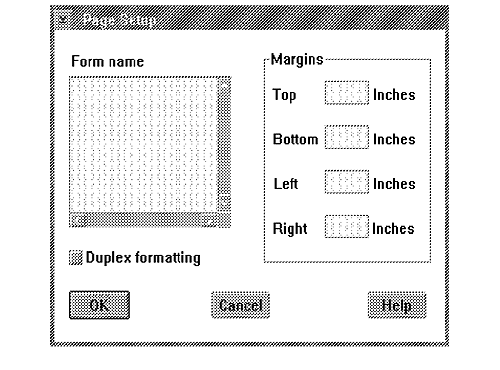 Page Setup
Form name
Margins
Top Inches
Bottom Inches
Left Inches
Right Inches
Duplex formatting
OK Cancel Help